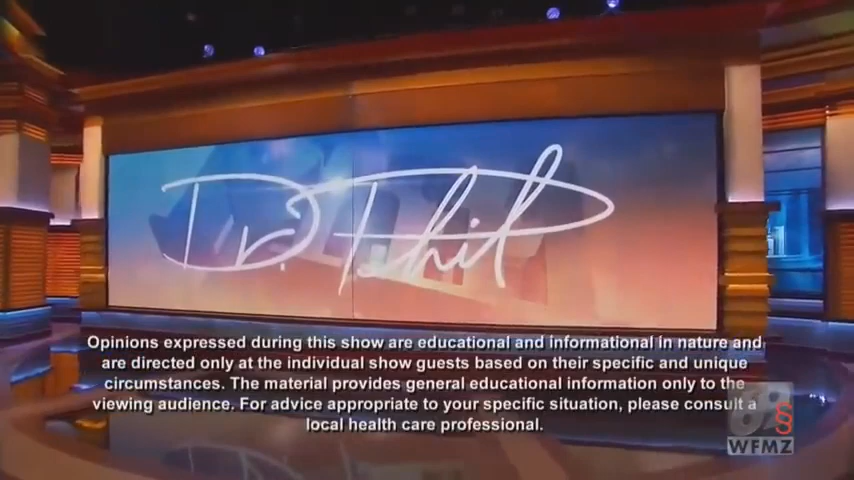 Dr. Phil
Opinions expressed during this show are educational and informational in nature and
are directed only at the individual show guests based on their specific and unique
circumstances. The material provides general educational information only to the
viewing audience. For advice appropriate to your specific situation, please consult a
local health care professional.
69
WFMZ